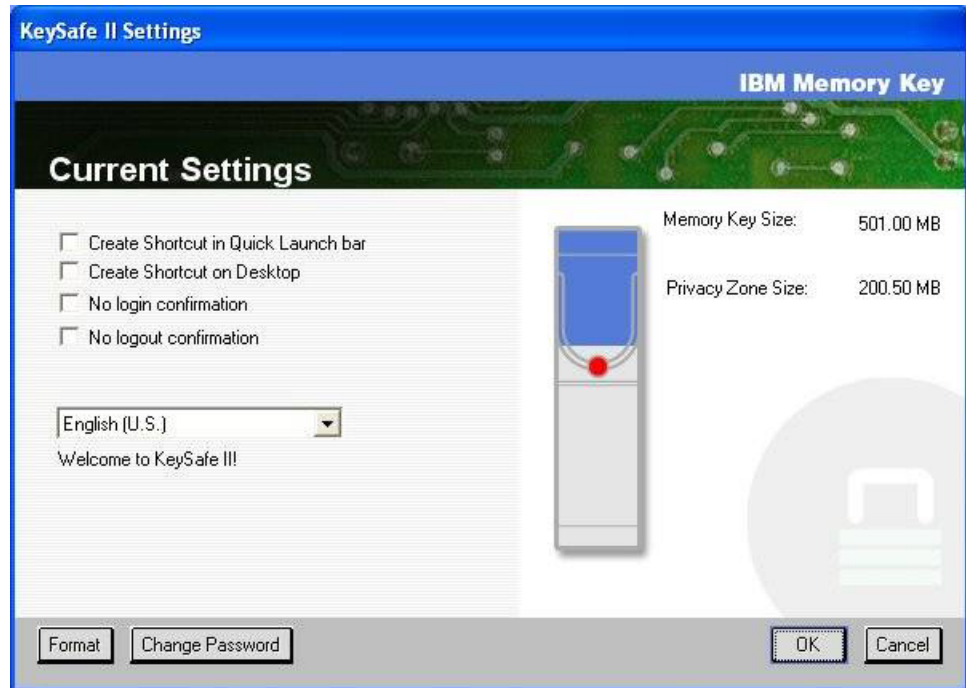 KeySafe II Settings
IBM Memory Key
Current Settings
Create Shortcut in Quick Launch bar
Create Shortcut on Desktop
No login confirmation
No logout confirmation
English (U.S.)
Welcome to KeySafe II!
Memory Key Size: 501.00 MB
Privacy Zone Size: 200.50 MB
Format Change Password OK Cancel